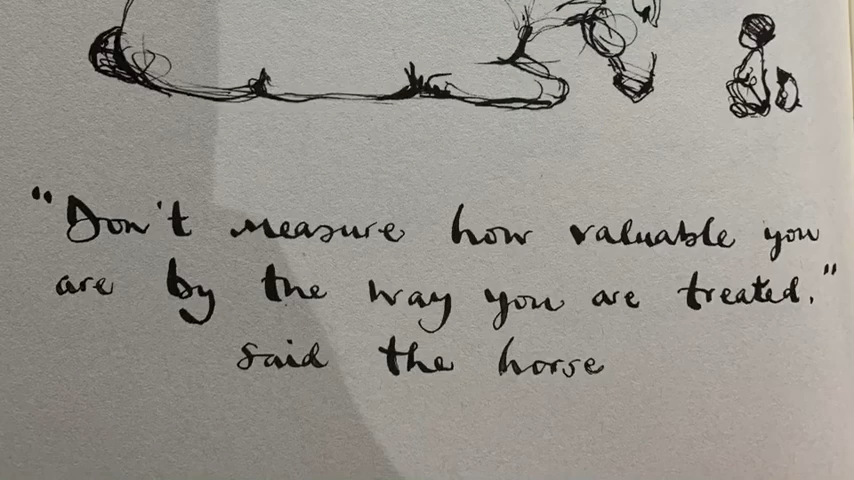 "Don't measure how valuable you
are by the way you are treated."
said the horse